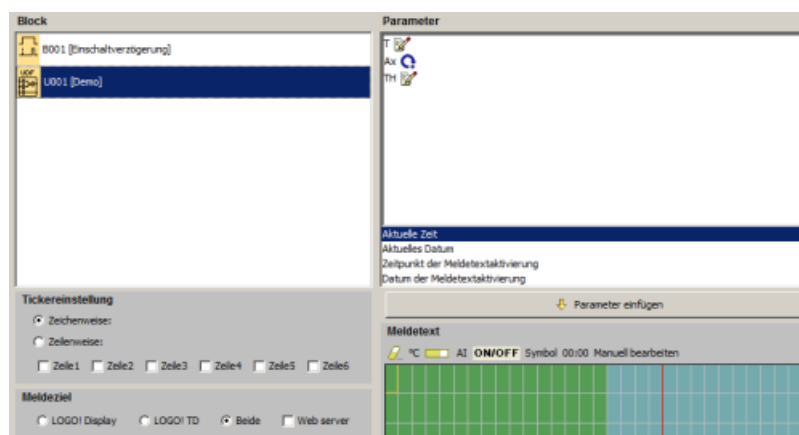 Block
B001 [Einschaltverzögerung]
UDF
U001 [Demo]
Parameter
T
Ax
TH
Aktuelle Zeit
Aktuelles Datum
Zeitpunkt der Meldetextaktivierung
Datum der Meldetextaktivierung
Tickereinstellung
Zeichenweise:
Zeilenweise:
Zeile1 Zeile2 Zeile3 Zeile4 Zeile5 Zeile6
Meldeziel
LOGO! Display LOGO! TD Beide Web server
Parameter einfügen
Meldetext
°C AI ON/OFF Symbol 00:00 Manuell bearbeiten